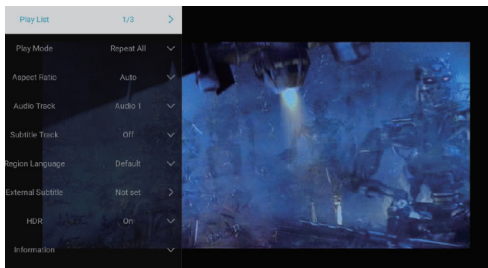 Play List 1/3
Play Mode Repeat All
Aspect Ratio Auto
Audio Track Audio 1
Subtitle Track Off
Region Language Default
External Subtitle Not set
HDR On
Information